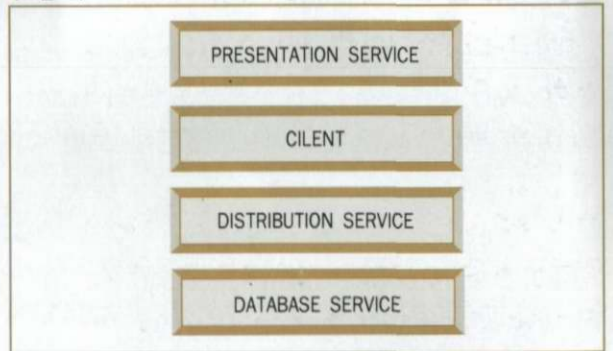 PRESENTATION SERVICE
CILENT
DISTRIBUTION SERVICE
DATABASE SERVICE